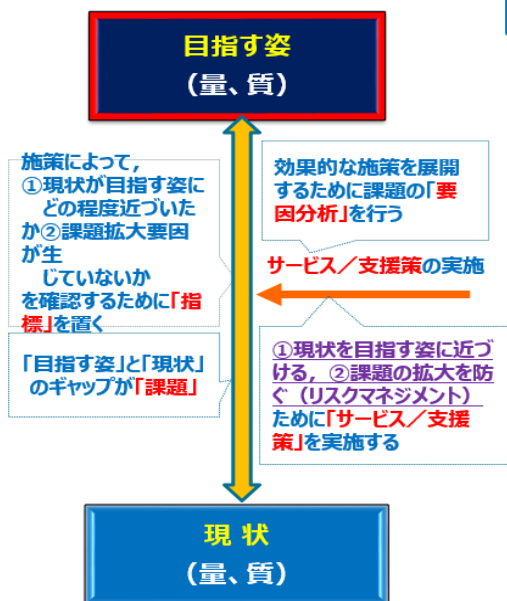 目指す姿
（量、質）
施策によって，
①現状が目指す姿に
どの程度近づいた
か②課題拡大要因
が生
じていないか
を確認するために「指
標」を置く
効果的な施策を展開
するために課題の「要
因分析」を行う
サービス／支援策の実施
「目指す姿」と「現状」
のギャップが「課題」
①現状を目指す姿に近づ
ける，②課題の拡大を防
ぐ（リスクマネジメント）
ために「サービス／支援
策」を実施する
現 状
（量、質）